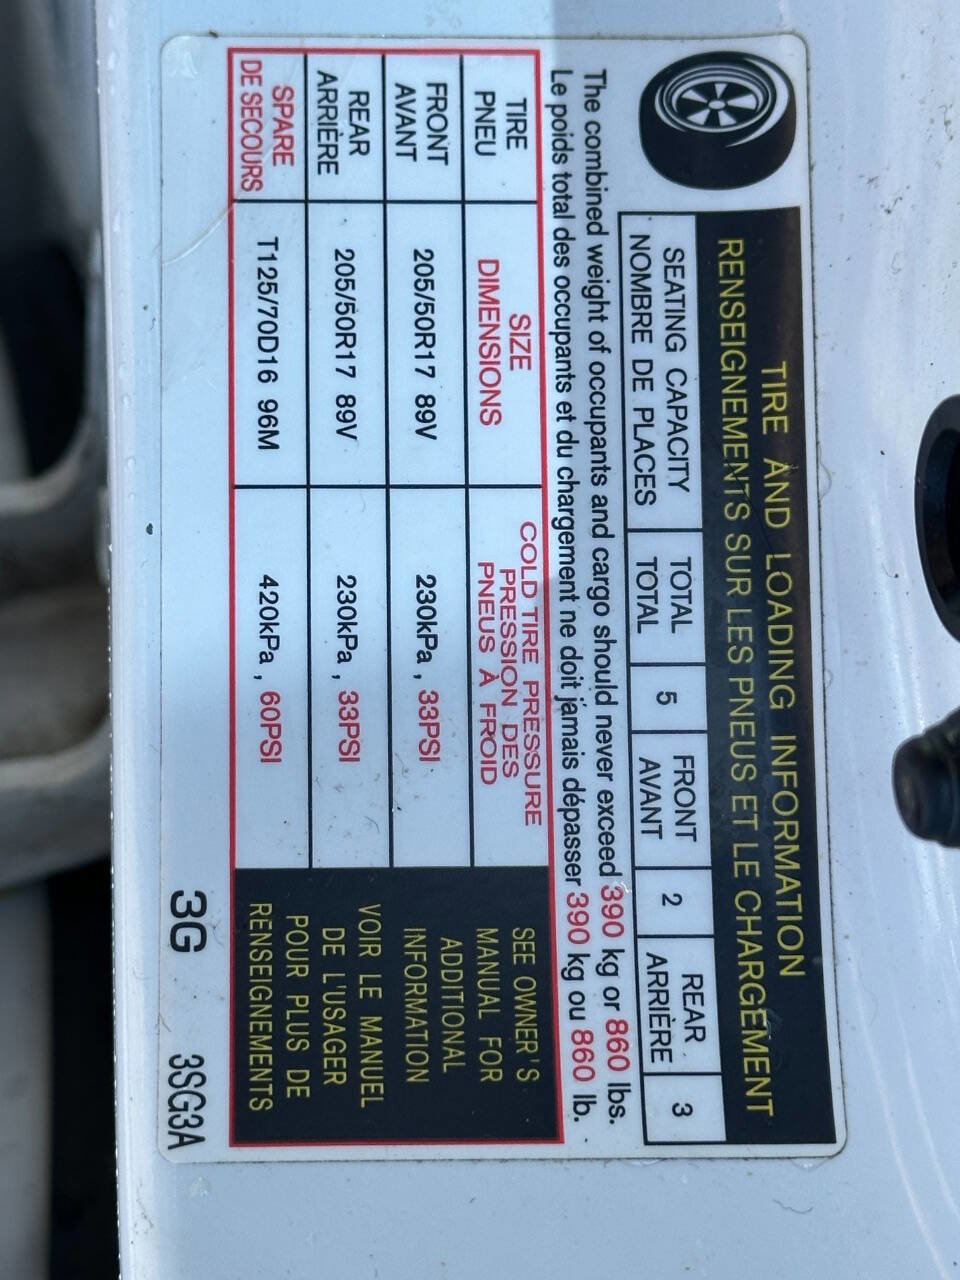 TIRE AND LOADING INFORMATION
RENSEIGNEMENTS SUR LES PNEUS ET LE CHARGEMENT
SEATING CAPACITY TOTAL 5 FRONT 2 REAR 3
NOMBRE DE PLACES TOTAL AVANT ARRIÈRE
The combined weight of occupants and cargo should never exceed 390 kg or 860 lbs.
Le poids total des occupants et du chargement ne doit jamais dépasser 390 kg ou 860 lb.
TIRE
PNEU
SIZE
DIMENSIONS
COLD TIRE PRESSURE
PRESSION DES
PNEUS À FROID
FRONT
AVANT
205/50R17 89V
230kPa, 33PSI
REAR
ARRIÈRE
205/50R17 89V
230kPa, 33PSI
SPARE
DE SECOURS
T125/70D16 96M
420kPa, 60PSI
SEE OWNER'S
MANUAL FOR
ADDITIONAL
INFORMATION
VOIR LE MANUEL
DE L'USAGER
POUR PLUS DE
RENSEIGNEMENTS
3G 3SG3A